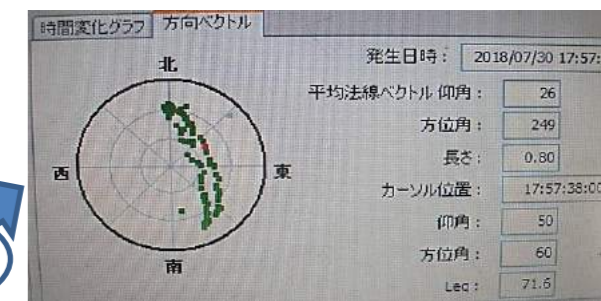 時間変化グラフ 方向ベクトル
発生日時： 2018/07/30 17:57:
平均法線ベクトル 仰角： 26
方位角： 249
長さ： 0.80
カーソル位置： 17:57:38:00
仰角： 50
方位角： 60
Leq： 71.6
北
西
東
南